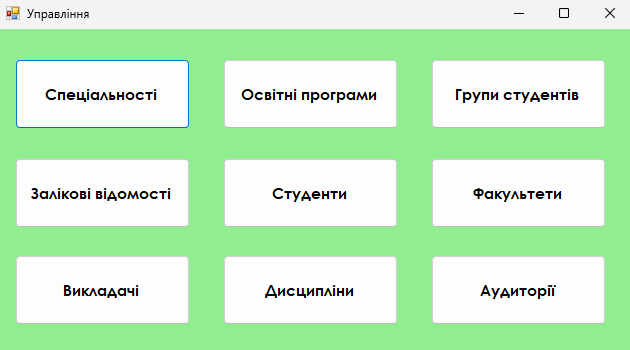 Управління
Спеціальності
Освітні програми
Групи студентів
Залікові відомості
Студенти
Факультети
Викладачі
Дисципліни
Аудиторії